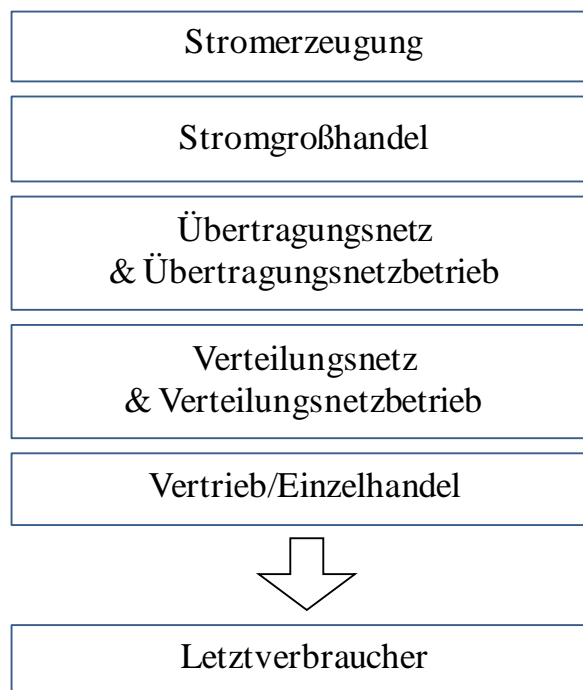 Stromerzeugung
Stromgroßhandel
Übertragungsnetz
& Übertragungsnetzbetrieb
Verteilungsnetz
& Verteilungsnetzbetrieb
Vertrieb/Einzelhandel
Letztverbraucher